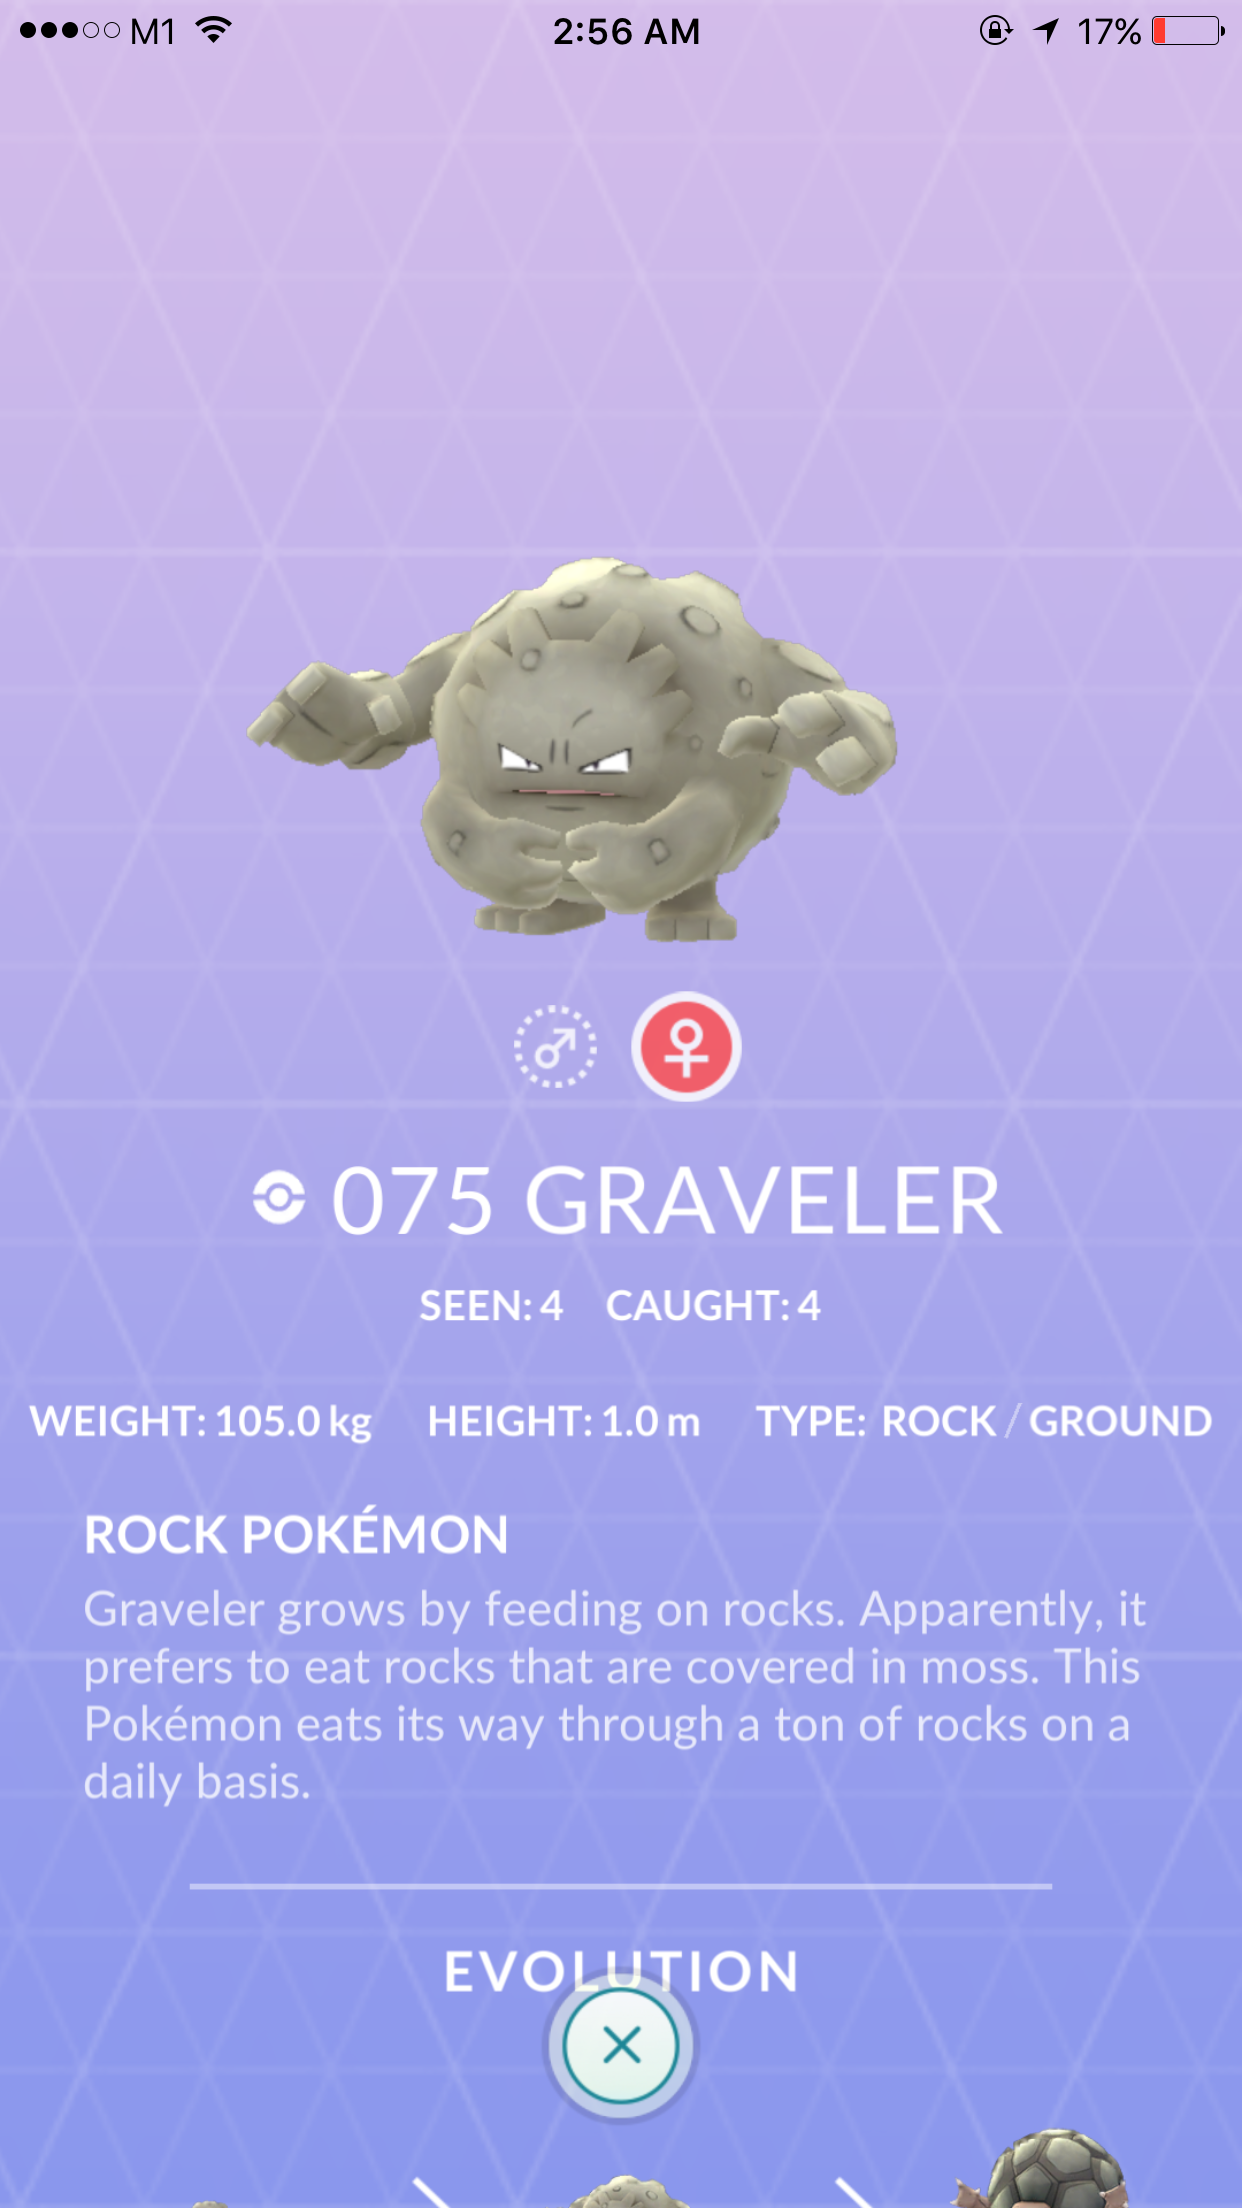 M1 2:56 AM 17%
075 GRAVELER
SEEN: 4 CAUGHT: 4
WEIGHT: 105.0 kg HEIGHT: 1.0 m TYPE: ROCK / GROUND
ROCK POKÉMON
Graveler grows by feeding on rocks. Apparently, it
prefers to eat rocks that are covered in moss. This
Pokémon eats its way through a ton of rocks on a
daily basis.
EVOLUTION